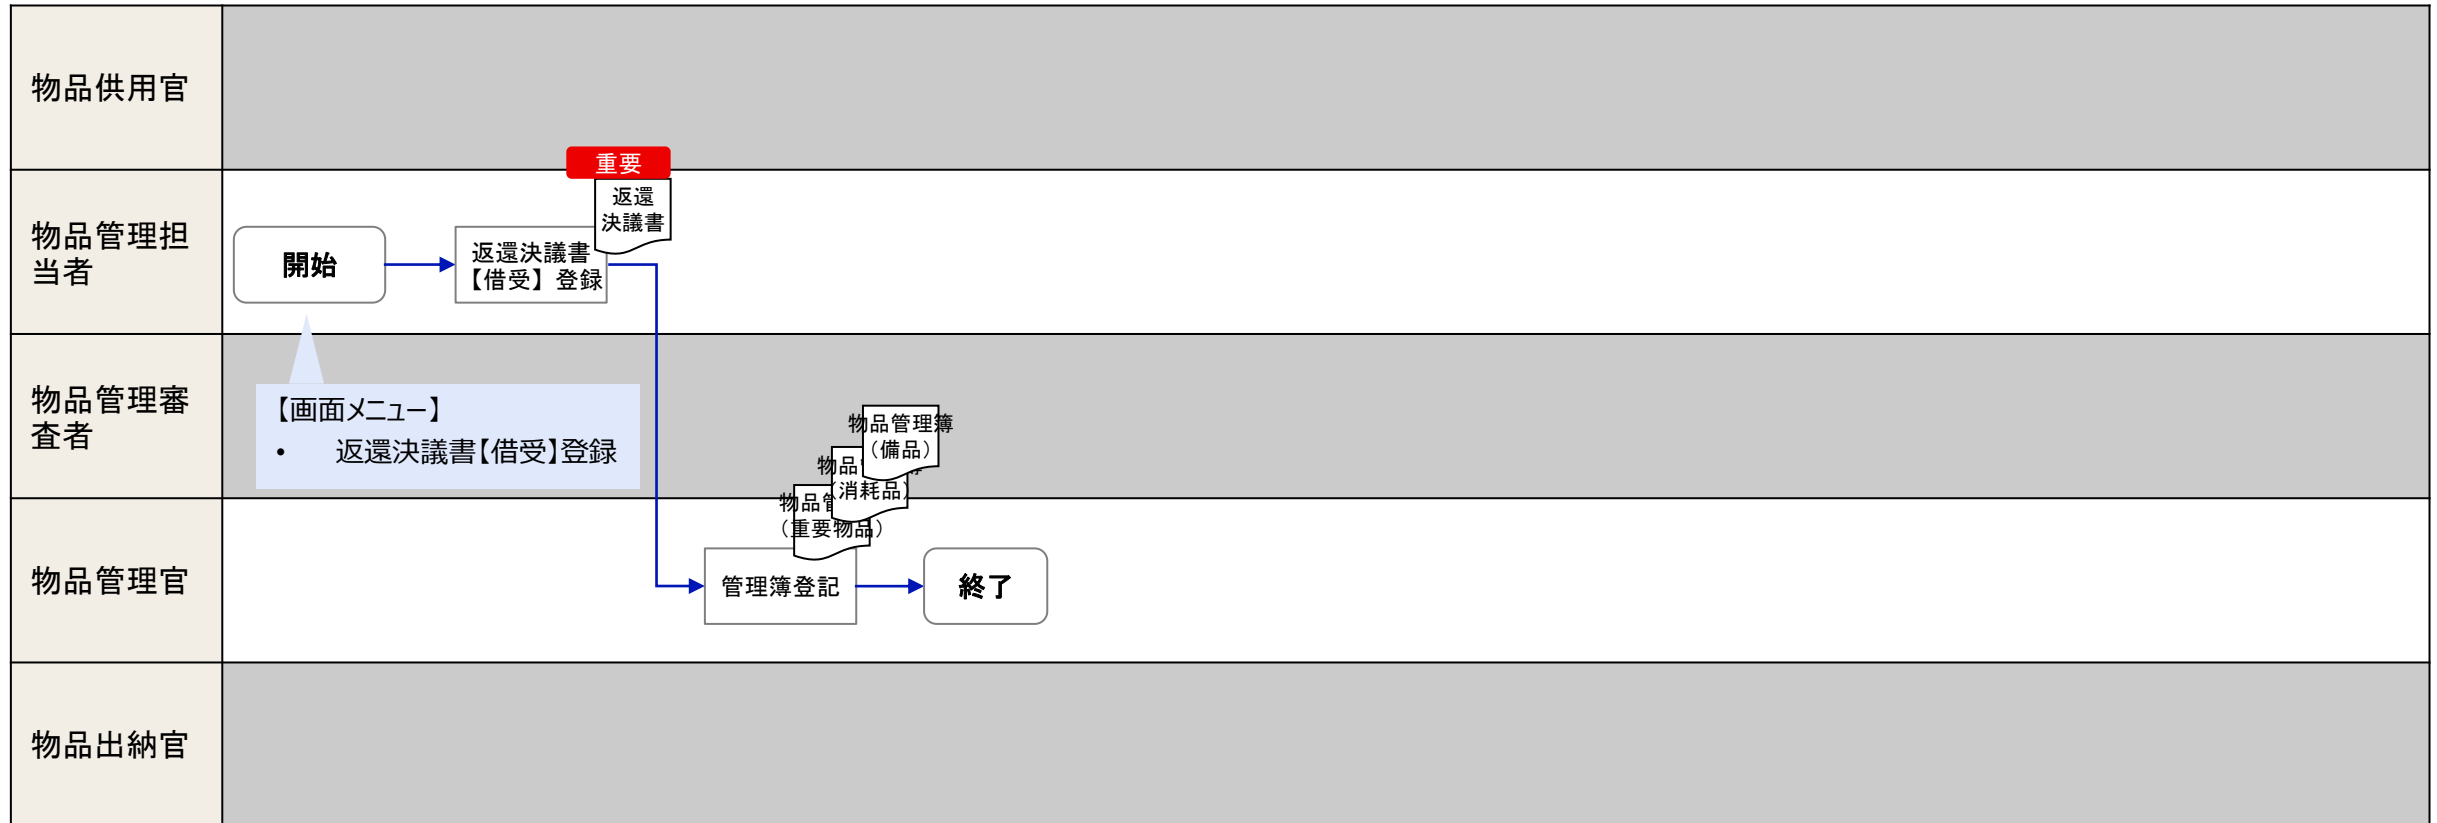 物品供用官
重要
返還
決議書
物品管理担
当者
開始
返還決議書
【借受】登録
物品管理審
査者
【画面メニュー】
• 返還決議書【借受】登録
物品管理簿
（備品）
物品
（消耗品）
物品管
（重要物品）
物品管理官
管理簿登記
終了
物品出納官